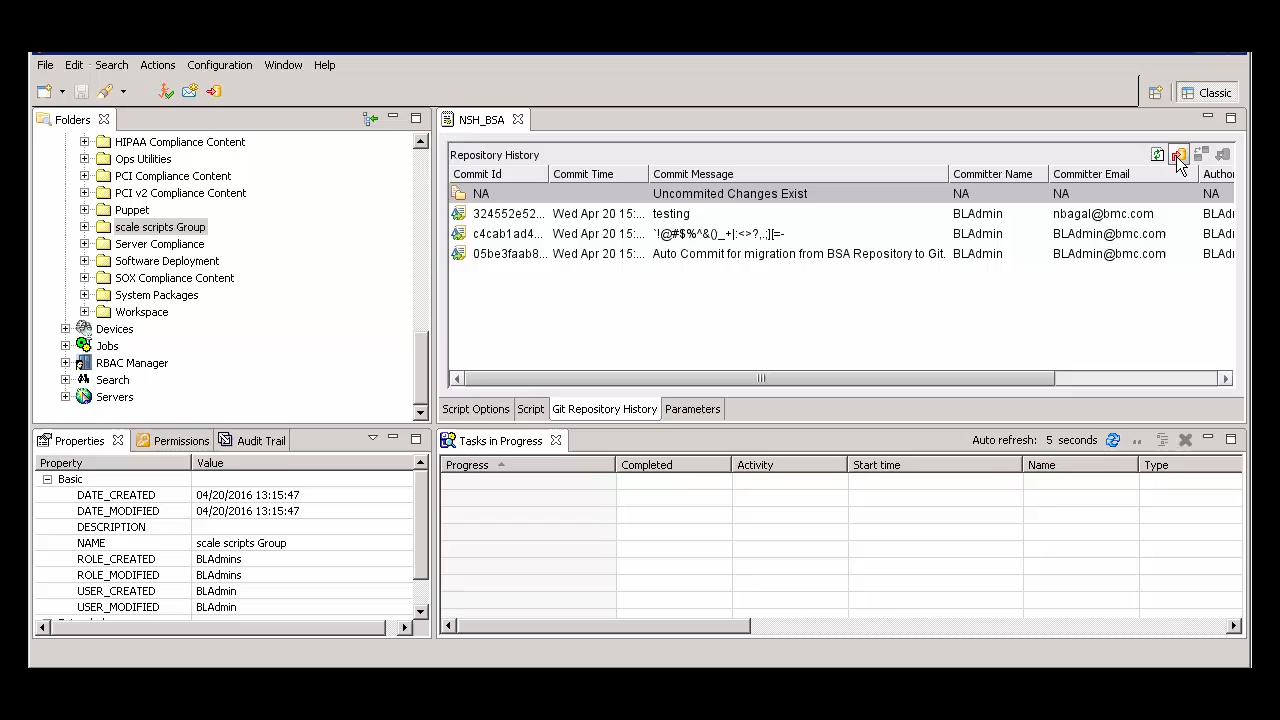 File Edit Search Actions Configuration Window Help
Classic
Folders
HIPAA Compliance Content
Ops Utilities
PCI Compliance Content
PCI v2 Compliance Content
Puppet
scale scripts Group
Server Compliance
Software Deployment
SOX Compliance Content
System Packages
Workspace
Devices
Jobs
RBAC Manager
Search
Servers
NSH_BSA
Repository History
Commit Id Commit Time Commit Message Committer Name Committer Email Author
NA Uncommited Changes Exist NA NA NA
324552e52... Wed Apr 20 15:... testing BLAdmin nbagal@bmc.com BLAdr
c4cab1ad4... Wed Apr 20 15:... `!@#$%^&()_+|:<>?,.;][=- BLAdmin BLAdmin@bmc.com BLAdr
05be3faab8... Wed Apr 20 15:... Auto Commit for migration from BSA Repository to Git. BLAdmin BLAdmin@bmc.com BLAdr
Script Options Script Git Repository History Parameters
Properties Permissions Audit Trail
Property Value
Basic
DATE_CREATED 04/20/2016 13:15:47
DATE_MODIFIED 04/20/2016 13:15:47
DESCRIPTION
NAME scale scripts Group
ROLE_CREATED BLAdmins
ROLE_MODIFIED BLAdmins
USER_CREATED BLAdmin
USER_MODIFIED BLAdmin
Tasks in Progress Auto refresh: 5 seconds
Progress Completed Activity Start time Name Type